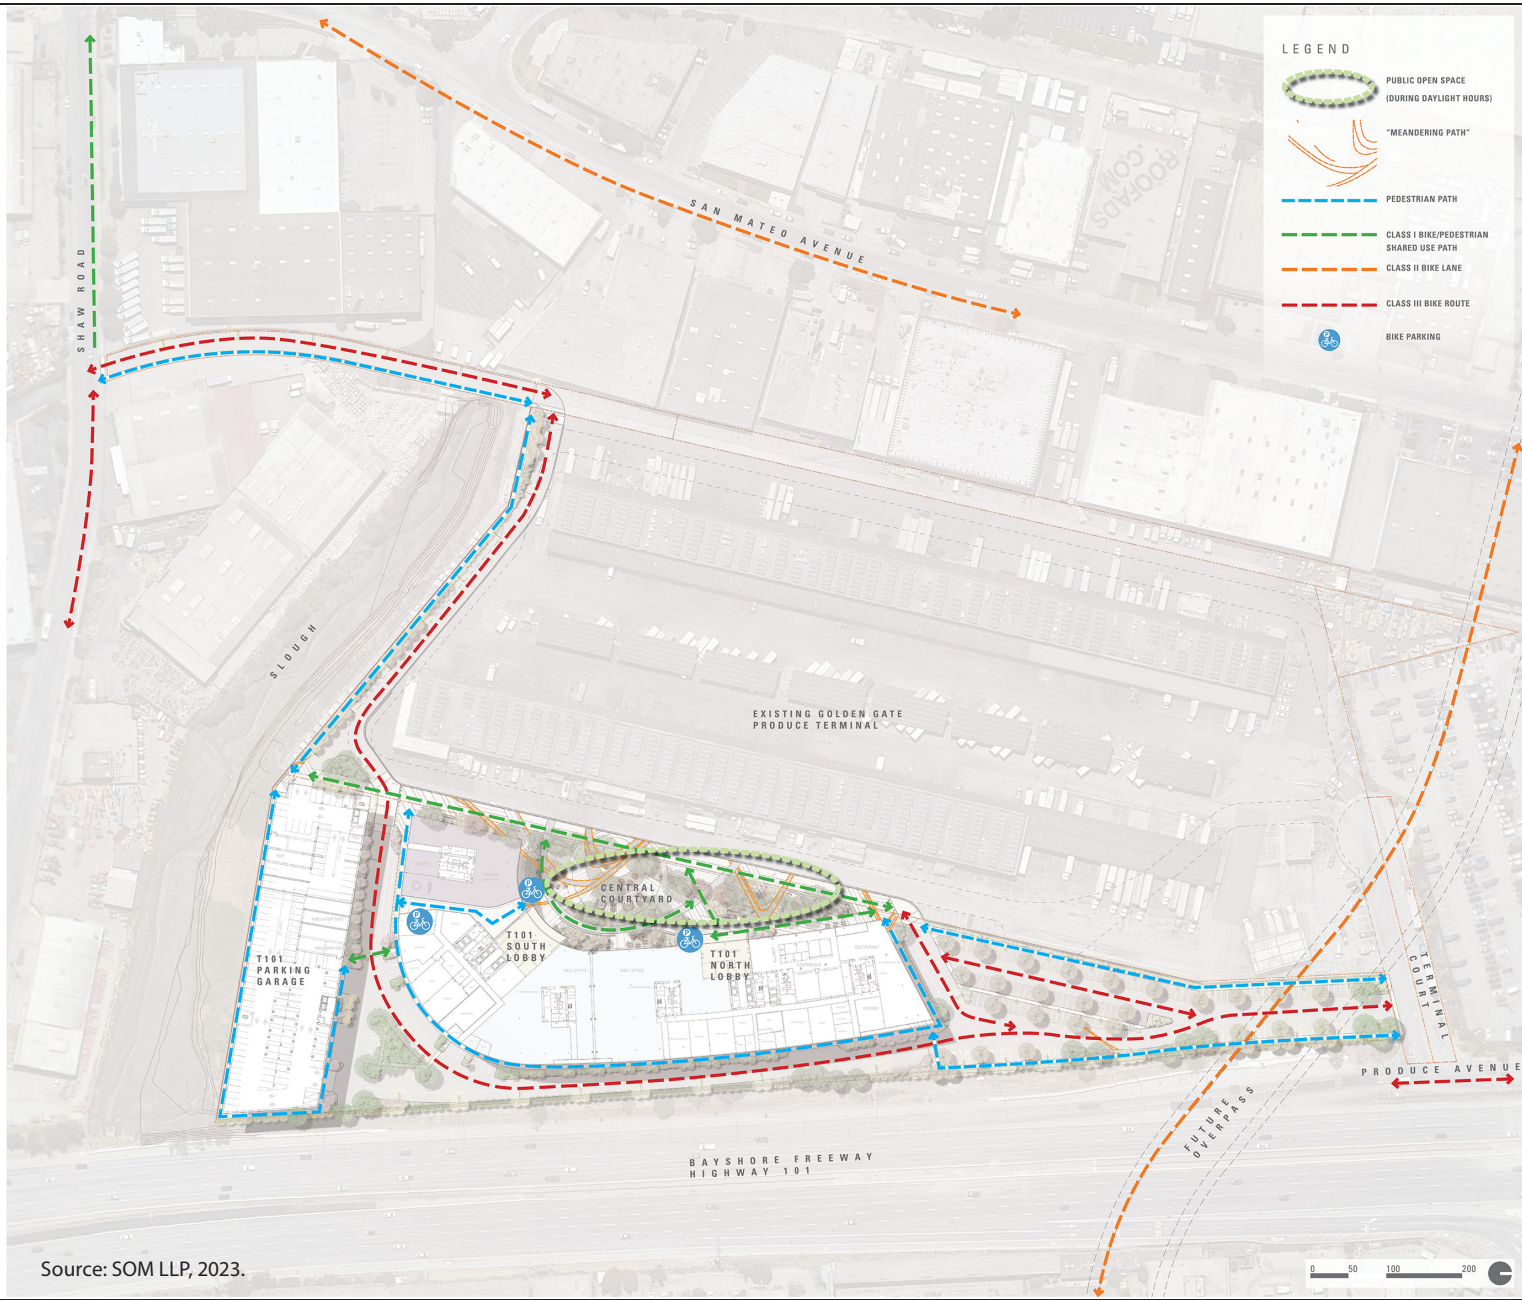 LEGEND
PUBLIC OPEN SPACE
(DURING DAYLIGHT HOURS)
"MEANDERING PATH"
PEDESTRIAN PATH
CLASS I BIKE/PEDESTRIAN
SHARED USE PATH
CLASS II BIKE LANE
CLASS III BIKE ROUTE
P
BIKE PARKING
ROOFLDS
.COM
SAN MATEO AVENUE
SHAW ROAD
SLOUGH
EXISTING GOLDEN GATE
PRODUCE TERMINAL
CENTRAL
COURTYARD
P
P
P
T101
SOUTH
LOBBY
T101
NORTH
LOBBY
T101
PARKING
GARAGE
TERMINAL
COURT
PRODUCE AVENUE
FUTURE
OVERPASS
BAYSHORE FREEWAY
HIGHWAY 101
Source: SOM LLP, 2023.
0 50 100 200